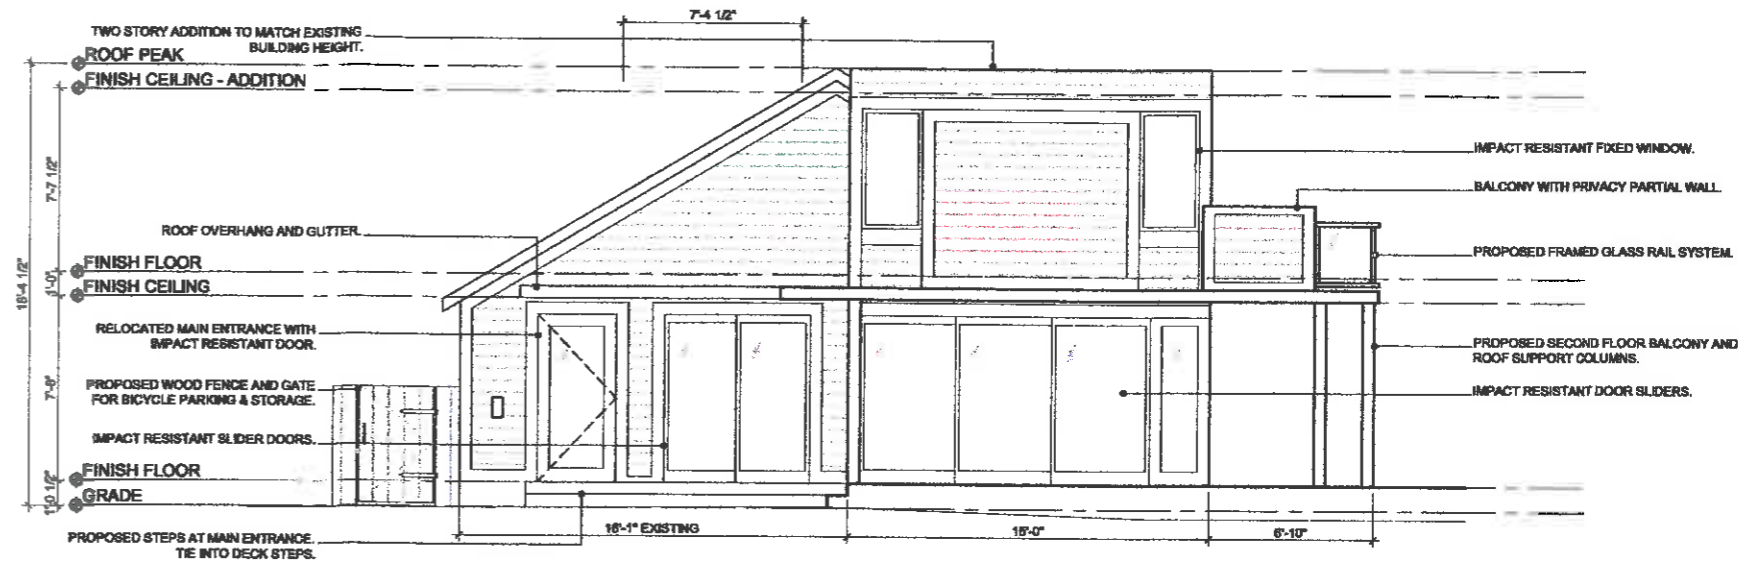 7'-4 1/2"
TWO STORY ADDITION TO MATCH EXISTING
BUILDING HEIGHT.
ROOF PEAK
FINISH CEILING - ADDITION
IMPACT RESISTANT FIXED WINDOW.
7'-7 1/2"
BALCONY WITH PRIVACY PARTIAL WALL.
ROOF OVERHANG AND GUTTER.
PROPOSED FRAMED GLASS RAIL SYSTEM.
FINISH FLOOR
1'-0"
18'-4 1/2"
FINISH CEILING
RELOCATED MAIN ENTRANCE WITH
IMPACT RESISTANT DOOR.
PROPOSED SECOND FLOOR BALCONY AND
ROOF SUPPORT COLUMNS.
PROPOSED WOOD FENCE AND GATE
FOR BICYCLE PARKING & STORAGE.
7'-8"
IMPACT RESISTANT DOOR SLIDERS.
IMPACT RESISTANT SLIDER DOORS.
FINISH FLOOR
1'-0 1/2"
GRADE
16'-1" EXISTING
15'-0"
6'-10"
PROPOSED STEPS AT MAIN ENTRANCE.
TIE INTO DECK STEPS.